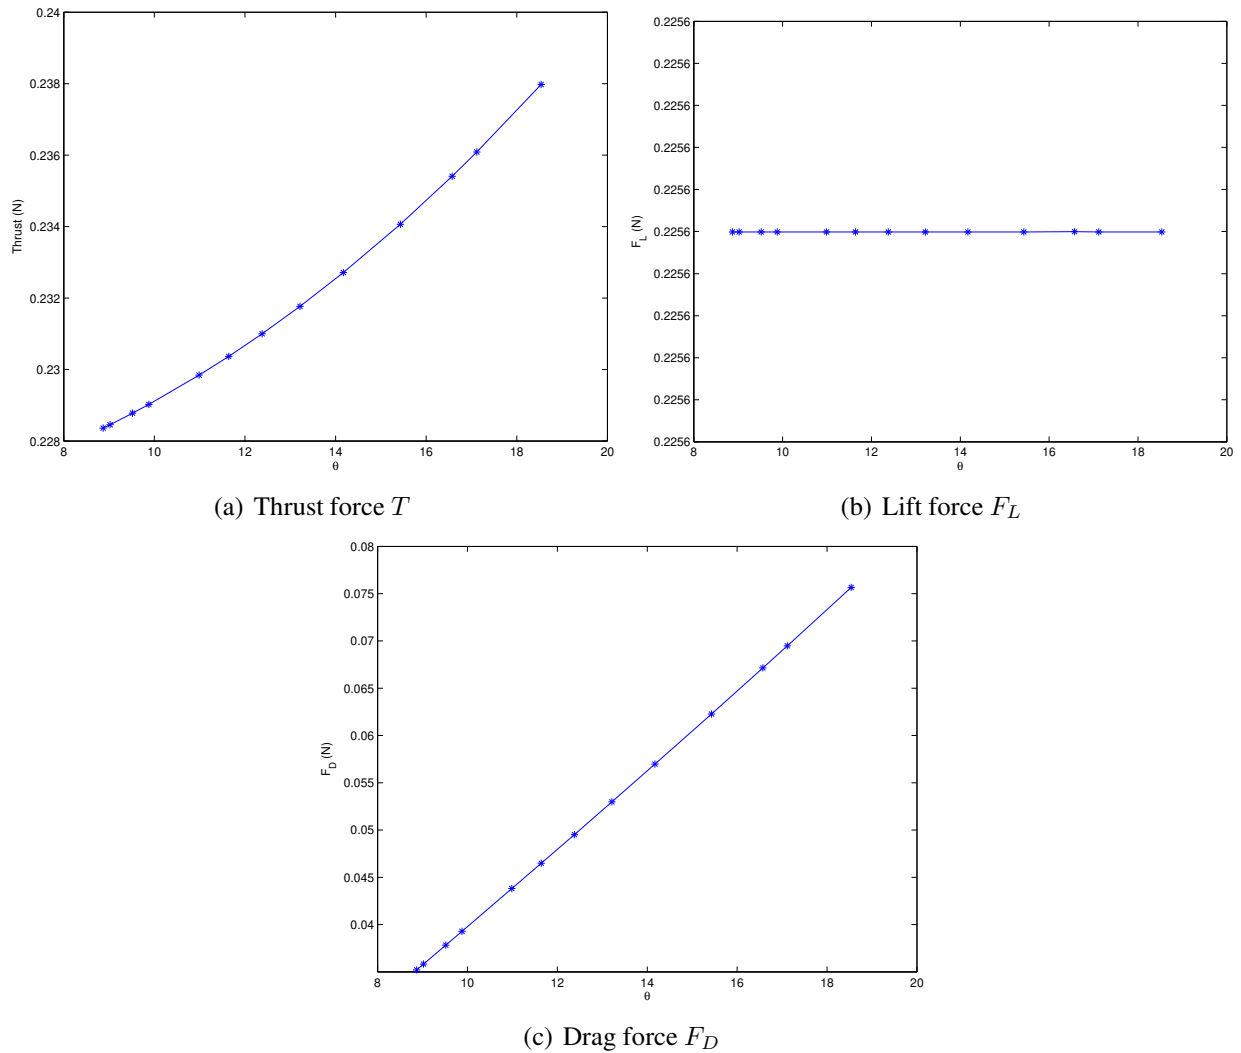 0.24
0.238
0.236
0.234
0.232
0.23
0.228
Thrust (N)
8 10 12 14 16 18 20
θ
(a) Thrust force T
0.2256
0.2256
0.2256
0.2256
0.2256
0.2256
0.2256
0.2256
0.2256
0.2256
0.2256
F_L (N)
8 10 12 14 16 18 20
θ
(b) Lift force F_L
0.08
0.075
0.07
0.065
0.06
0.055
0.05
0.045
0.04
F_D (N)
8 10 12 14 16 18 20
θ
(c) Drag force F_D